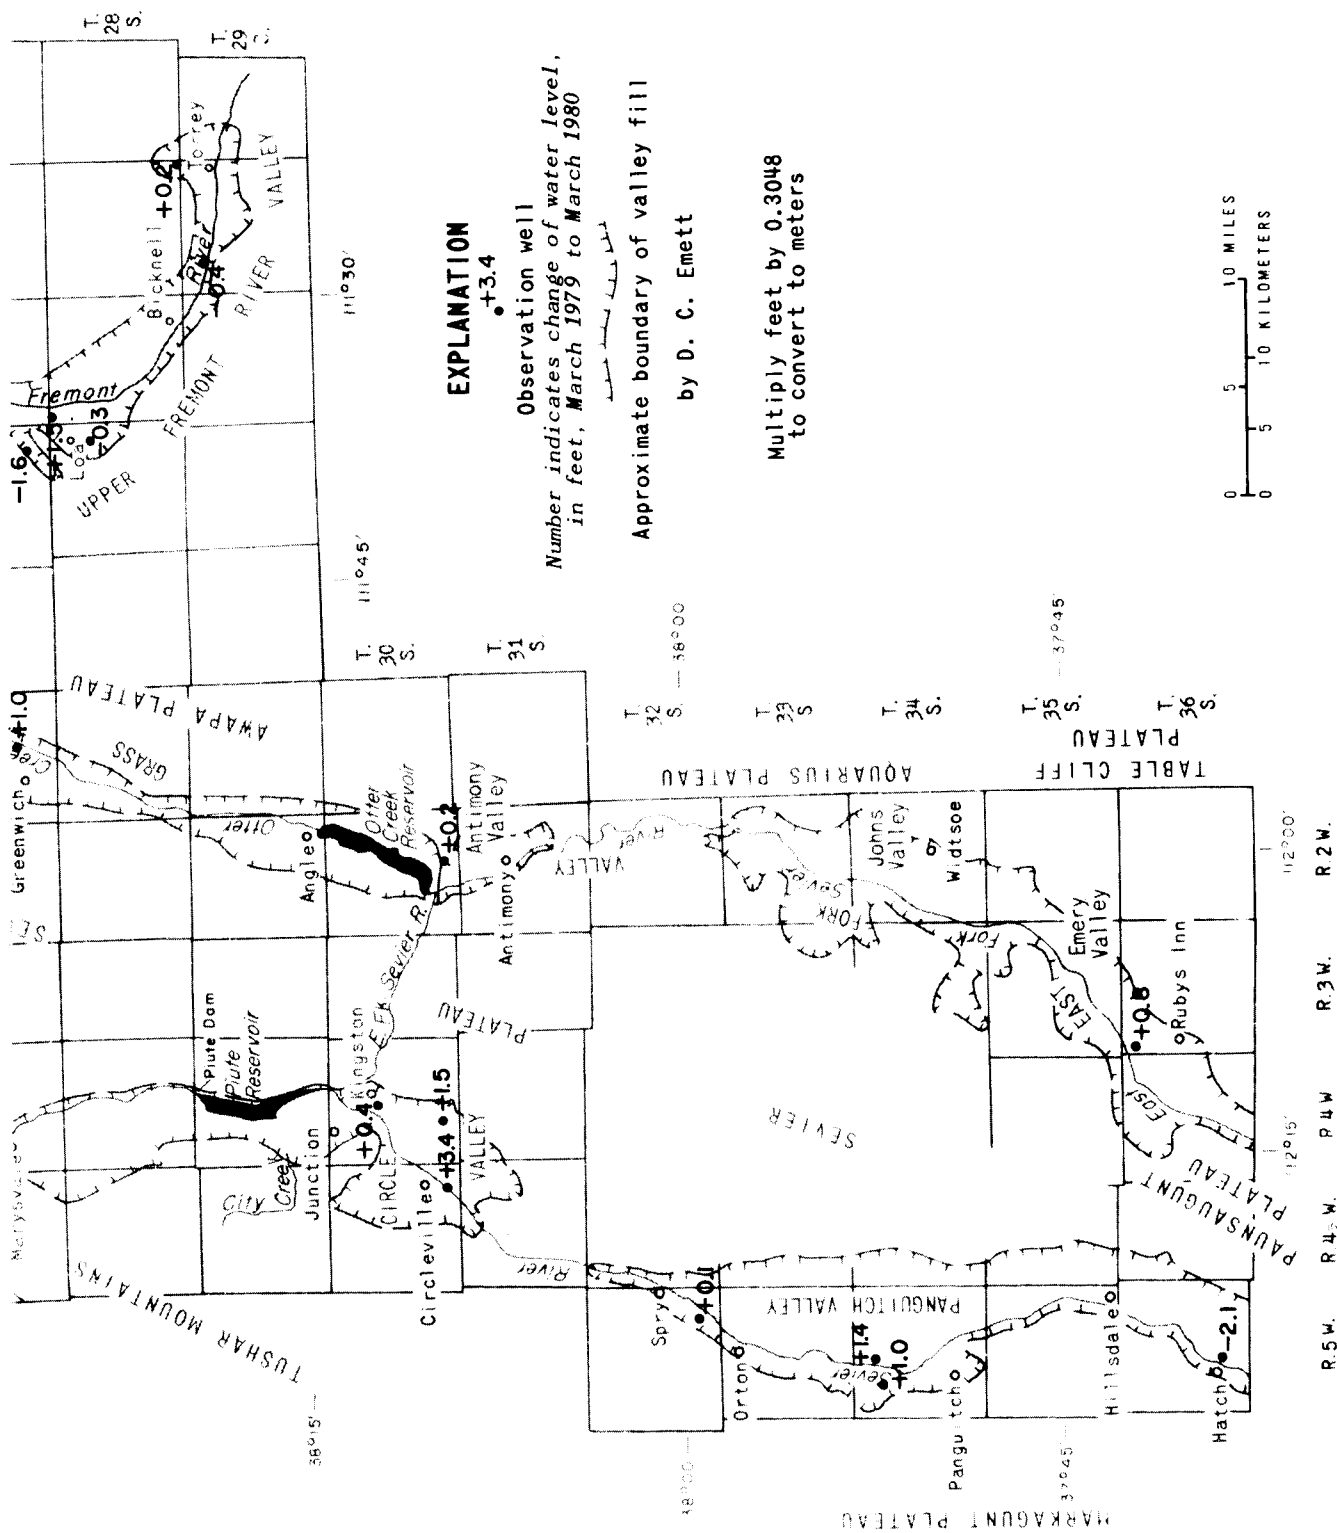 EXPLANATION
+3.4
Observation well
Number indicates change of water level,
in feet, March 1979 to March 1980
Approximate boundary of valley fill
by D. C. Emett
Multiply feet by 0.3048
to convert to meters
0 5 10 MILES
0 5 10 KILOMETERS
T.
28
S.
T.
29
S.
T.
30
S.
T.
31
S.
T.
32
S.
T.
33
S.
T.
34
S.
T.
35
S.
T.
36
S.
R.5W.
R.4½W.
R4W
R.3W.
R.2W.
111°30'
111°45'
112°00'
112°15'
38°15'
38°00'
38°00'
37°45'
37°45'
-1.6
+1.5
Loa
-0.3
Fremont
River
Bicknell
+0.2
Torrey
UPPER
FREMONT
RIVER
VALLEY
Greenwich
+1.0
AWAPA PLATEAU
GRASS
Otter
Angle
Otter
Creek
Reservoir
+0.2
Antimony
Valley
Antimony
VALLEY
River
AQUARIUS PLATEAU
TABLE CLIFF
PLATEAU
Johns
Valley
Widtsoe
Sevier
FORK
Fork
EAST
Emery
Valley
Rubys Inn
+0.8
East
PAUNSAUGUNT
PLATEAU
SEVIER
PLATEAU
E. Fk. Sevier R.
Piute Dam
Piute
Reservoir
Kingston
+0.4
Junction
City
Creek
CIRCLE
VALLEY
+3.4
+1.5
Circleville
TUSHAR MOUNTAINS
River
Spry
+0.1
Orton
PANGUITCH VALLEY
+1.4
+1.0
Sevier
Panguitch
Hillsdale
Hatch
-2.1
MARKAGUNT PLATEAU